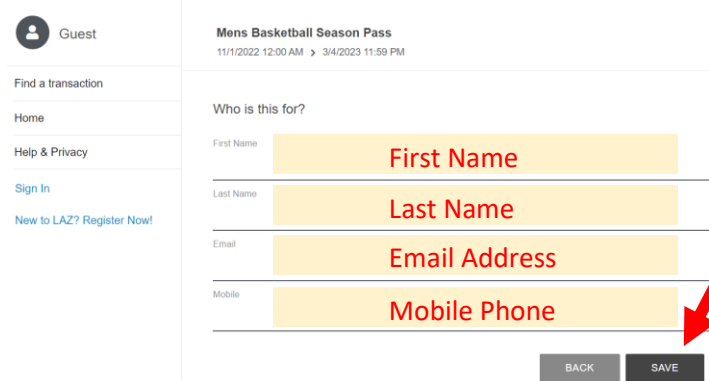 Guest
Find a transaction
Home
Help & Privacy
Sign In
New to LAZ? Register Now!
Mens Basketball Season Pass
11/1/2022 12:00 AM > 3/4/2023 11:59 PM
Who is this for?
First Name
First Name
Last Name
Last Name
Email
Email Address
Mobile
Mobile Phone
BACK SAVE